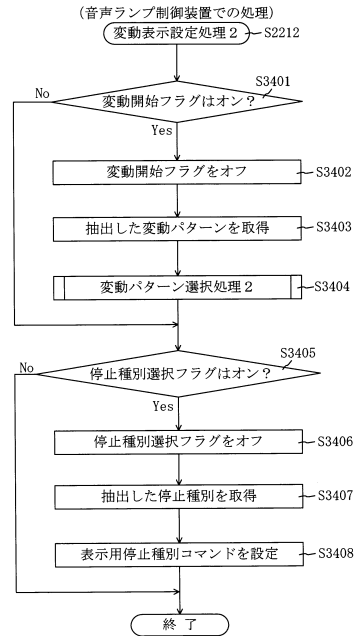 (音声ランプ制御装置での処理)
変動表示設定処理2
S2212
S3401
No
変動開始フラグはオン?
Yes
変動開始フラグをオフ
S3402
抽出した変動パターンを取得
S3403
変動パターン選択処理2
S3404
S3405
No
停止種別選択フラグはオン?
Yes
停止種別選択フラグをオフ
S3406
抽出した停止種別を取得
S3407
表示用停止種別コマンドを設定
S3408
終 了